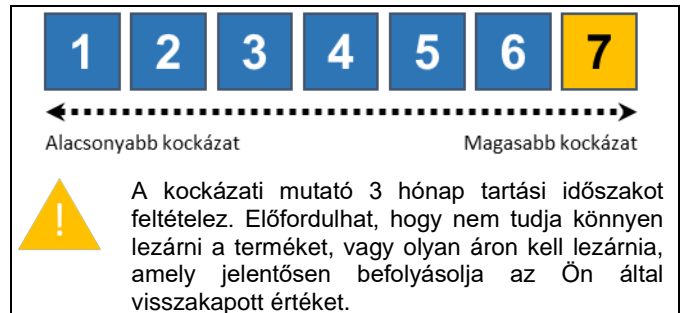 1 2 3 4 5 6 7
Alacsonyabb kockázat Magasabb kockázat
! A kockázati mutató 3 hónap tartási időszakot
feltételez. Előfordulhat, hogy nem tudja könnyen
lezárni a terméket, vagy olyan áron kell lezárnia,
amely jelentősen befolyásolja az Ön által
visszakapott értéket.